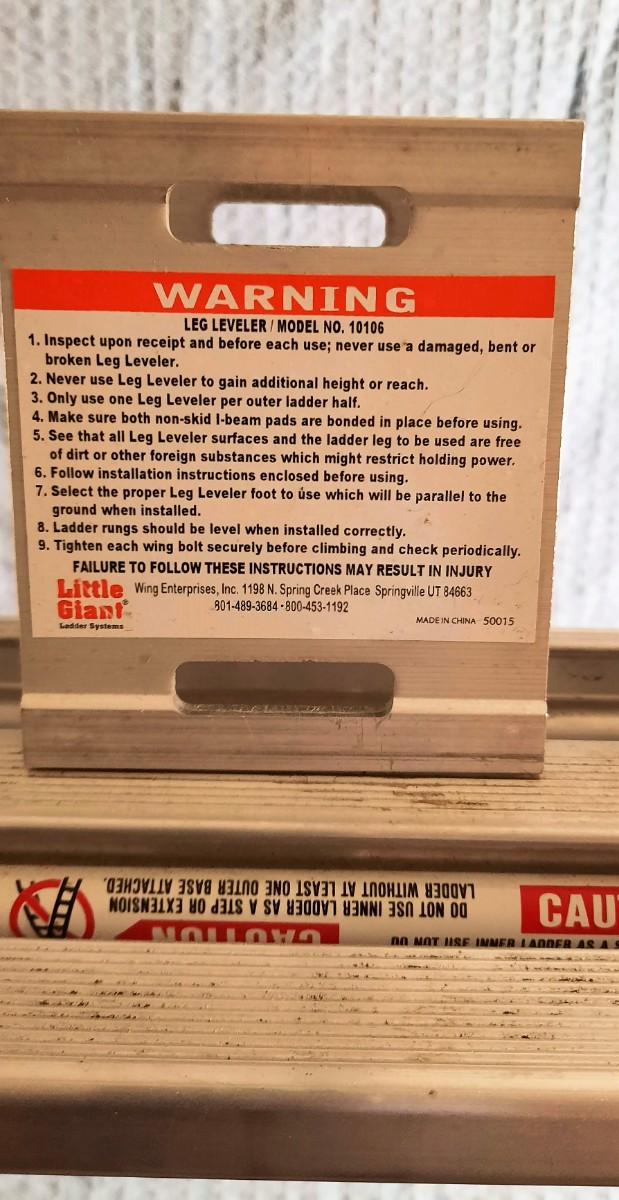 WARNING
LEG LEVELER / MODEL NO. 10106
1. Inspect upon receipt and before each use; never use a damaged, bent or
broken Leg Leveler.
2. Never use Leg Leveler to gain additional height or reach.
3. Only use one Leg Leveler per outer ladder half.
4. Make sure both non-skid I-beam pads are bonded in place before using.
5. See that all Leg Leveler surfaces and the ladder leg to be used are free
of dirt or other foreign substances which might restrict holding power.
6. Follow installation instructions enclosed before using.
7. Select the proper Leg Leveler foot to use which will be parallel to the
ground when installed.
8. Ladder rungs should be level when installed correctly.
9. Tighten each wing bolt securely before climbing and check periodically.
FAILURE TO FOLLOW THESE INSTRUCTIONS MAY RESULT IN INJURY
Little Giant®
Ladder Systems
Wing Enterprises, Inc. 1198 N. Spring Creek Place Springville UT 84663
801-489-3684 • 800-453-1192
MADE IN CHINA 50015
CAUTION
DO NOT USE INNER LADDER AS A STEP OR EXTENSION
LADDER WITHOUT AT LEAST ONE OUTER BASE ATTACHED.
CAU
DO NOT USE INNER LADDER AS A S